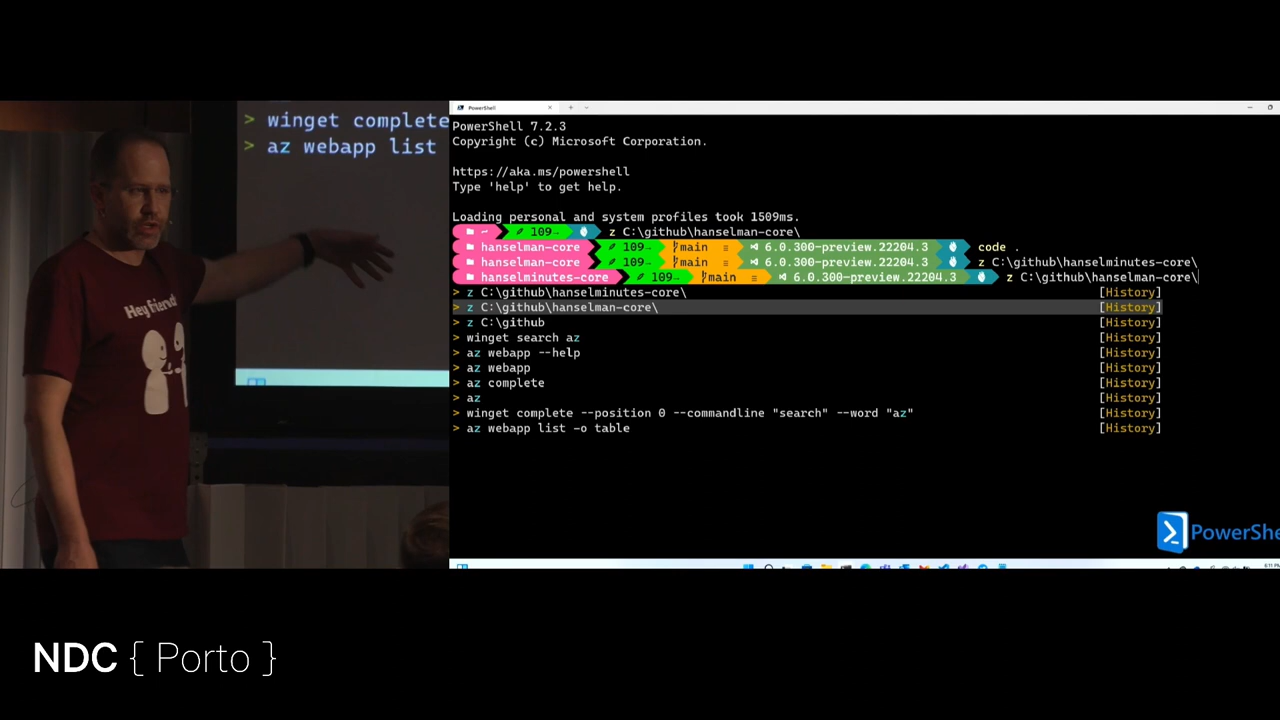 > winget complete
> az webapp list
Hey friend!
PowerShell
PowerShell 7.2.3
Copyright (c) Microsoft Corporation.
https://aka.ms/powershell
Type 'help' to get help.
Loading personal and system profiles took 1509ms.
~ 109 z C:\github\hanselman-core\
hanselman-core 109 main ≡ 6.0.300-preview.22204.3 code .
hanselman-core 109 main ≡ 6.0.300-preview.22204.3 z C:\github\hanselminutes-core\
hanselminutes-core 109 main 6.0.300-preview.22204.3 z C:\github\hanselman-core\
> z C:\github\hanselminutes-core\ [History]
> z C:\github\hanselman-core\ [History]
> z C:\github [History]
> winget search az [History]
> az webapp --help [History]
> az webapp [History]
> az complete [History]
> az [History]
> winget complete --position 0 --commandline "search" --word "az" [History]
> az webapp list -o table [History]
PowerShe
NDC { Porto }